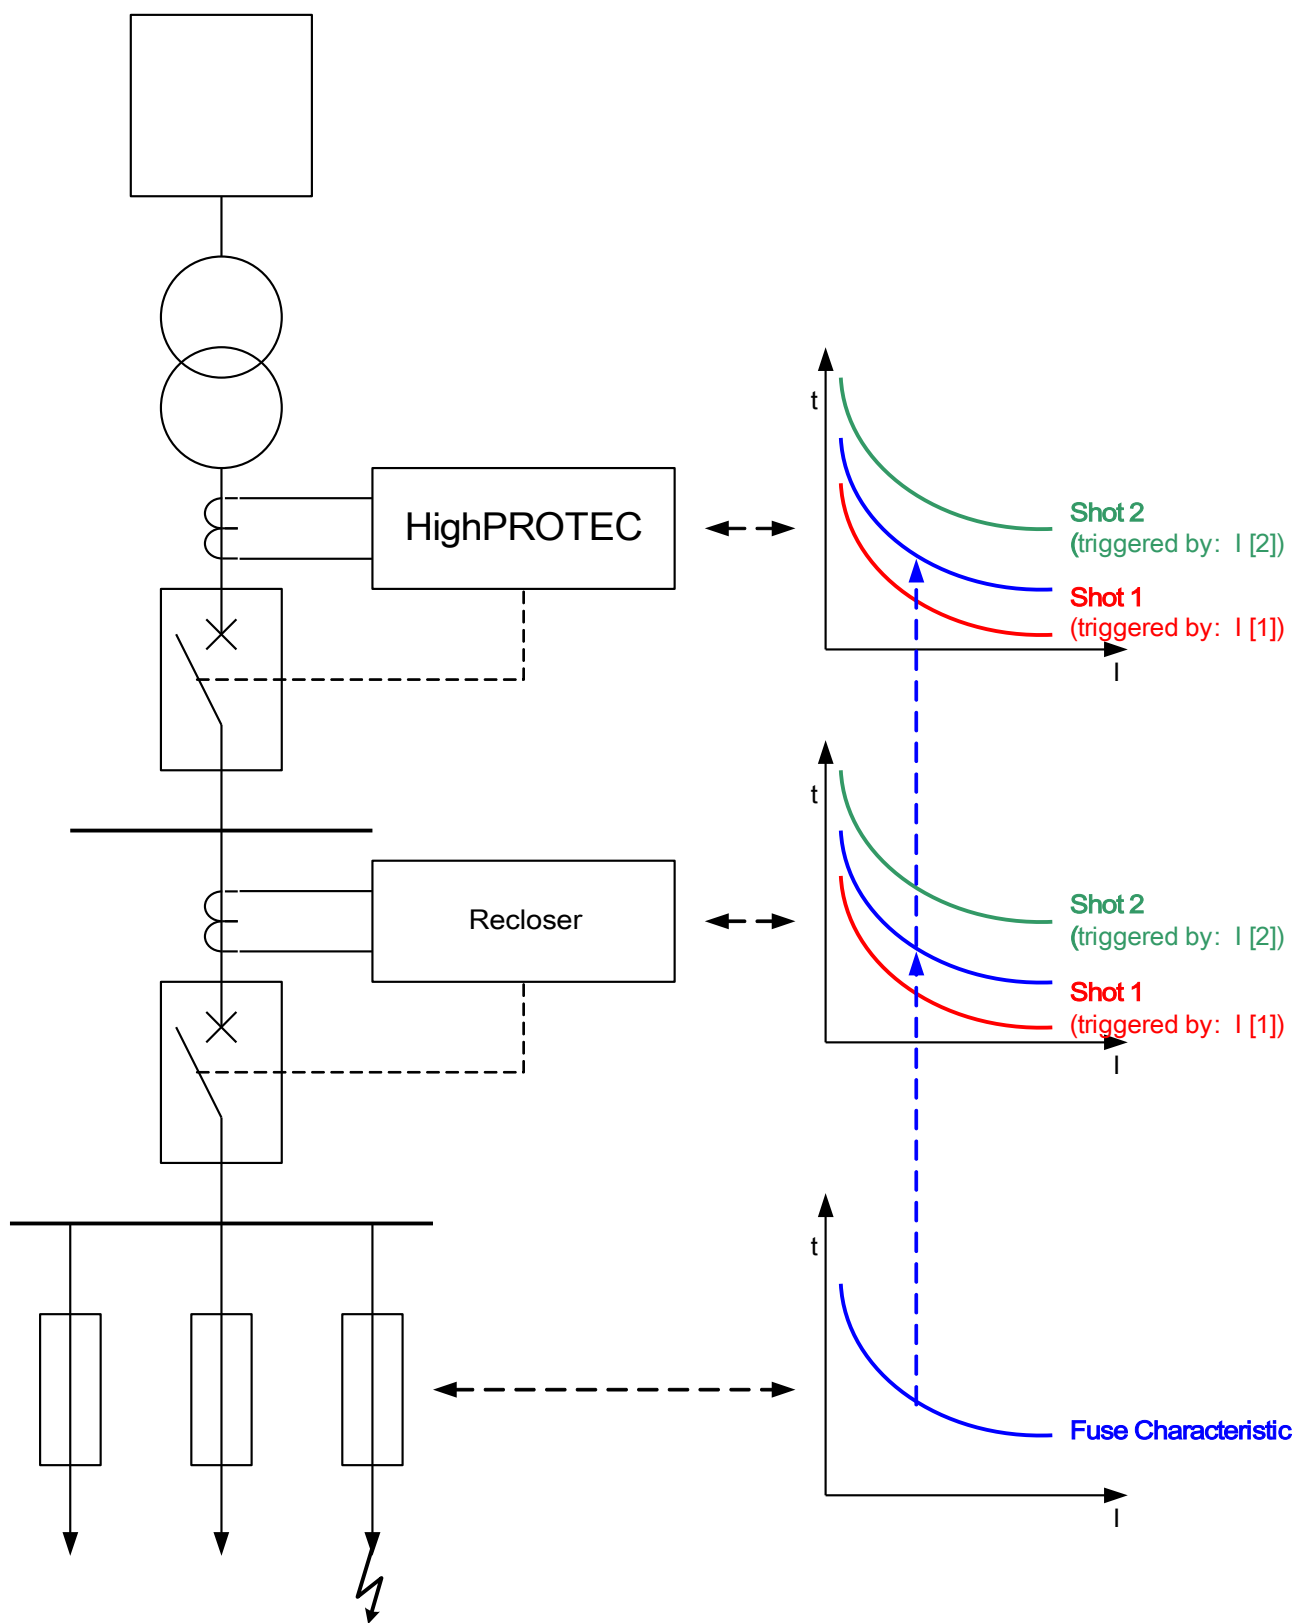 t
HighPROTEC
Shot 2
(triggered by: I [2])
Shot 1
(triggered by: I [1])
I
t
Recloser
Shot 2
(triggered by: I [2])
Shot 1
(triggered by: I [1])
I
t
Fuse Characteristic
I